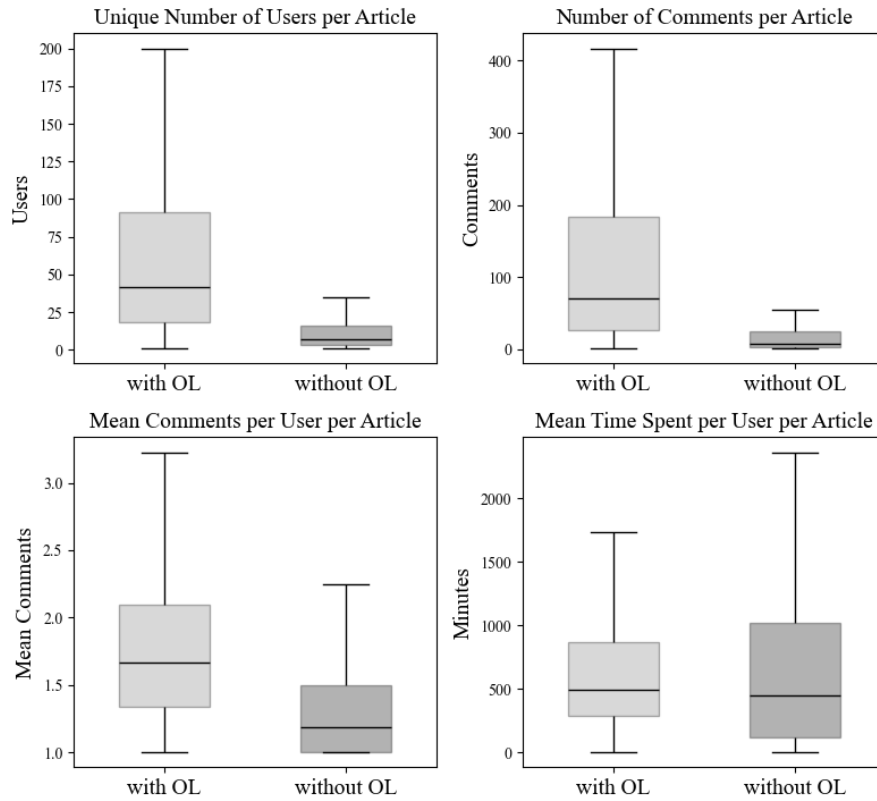 Unique Number of Users per Article
200
175
150
125
100
75
50
25
0
Users
with OL
without OL
Number of Comments per Article
400
300
200
100
0
Comments
with OL
without OL
Mean Comments per User per Article
3.0
2.5
2.0
1.5
1.0
Mean Comments
with OL
without OL
Mean Time Spent per User per Article
2000
1500
1000
500
0
Minutes
with OL
without OL